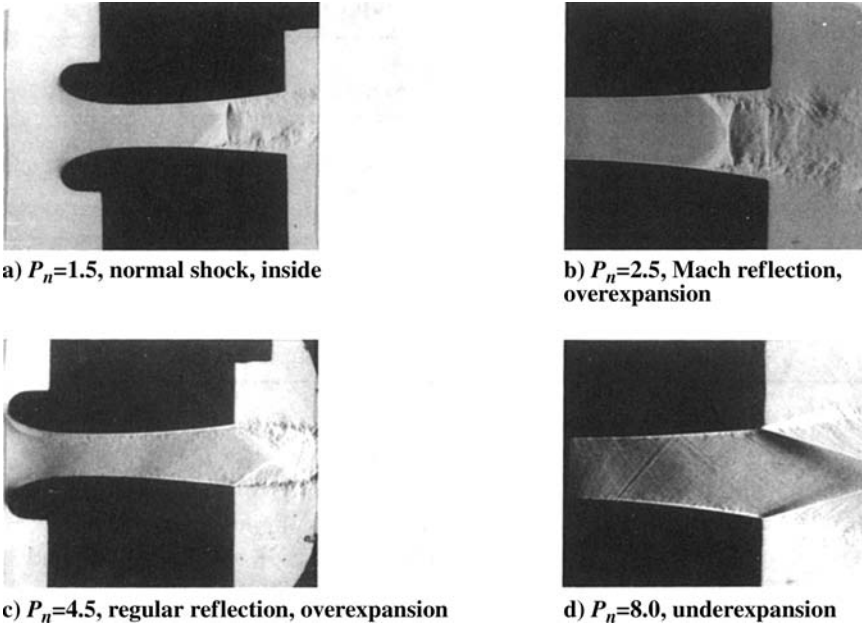 a) Pn=1.5, normal shock, inside
b) Pn=2.5, Mach reflection,
overexpansion
c) Pn=4.5, regular reflection, overexpansion
d) Pn=8.0, underexpansion